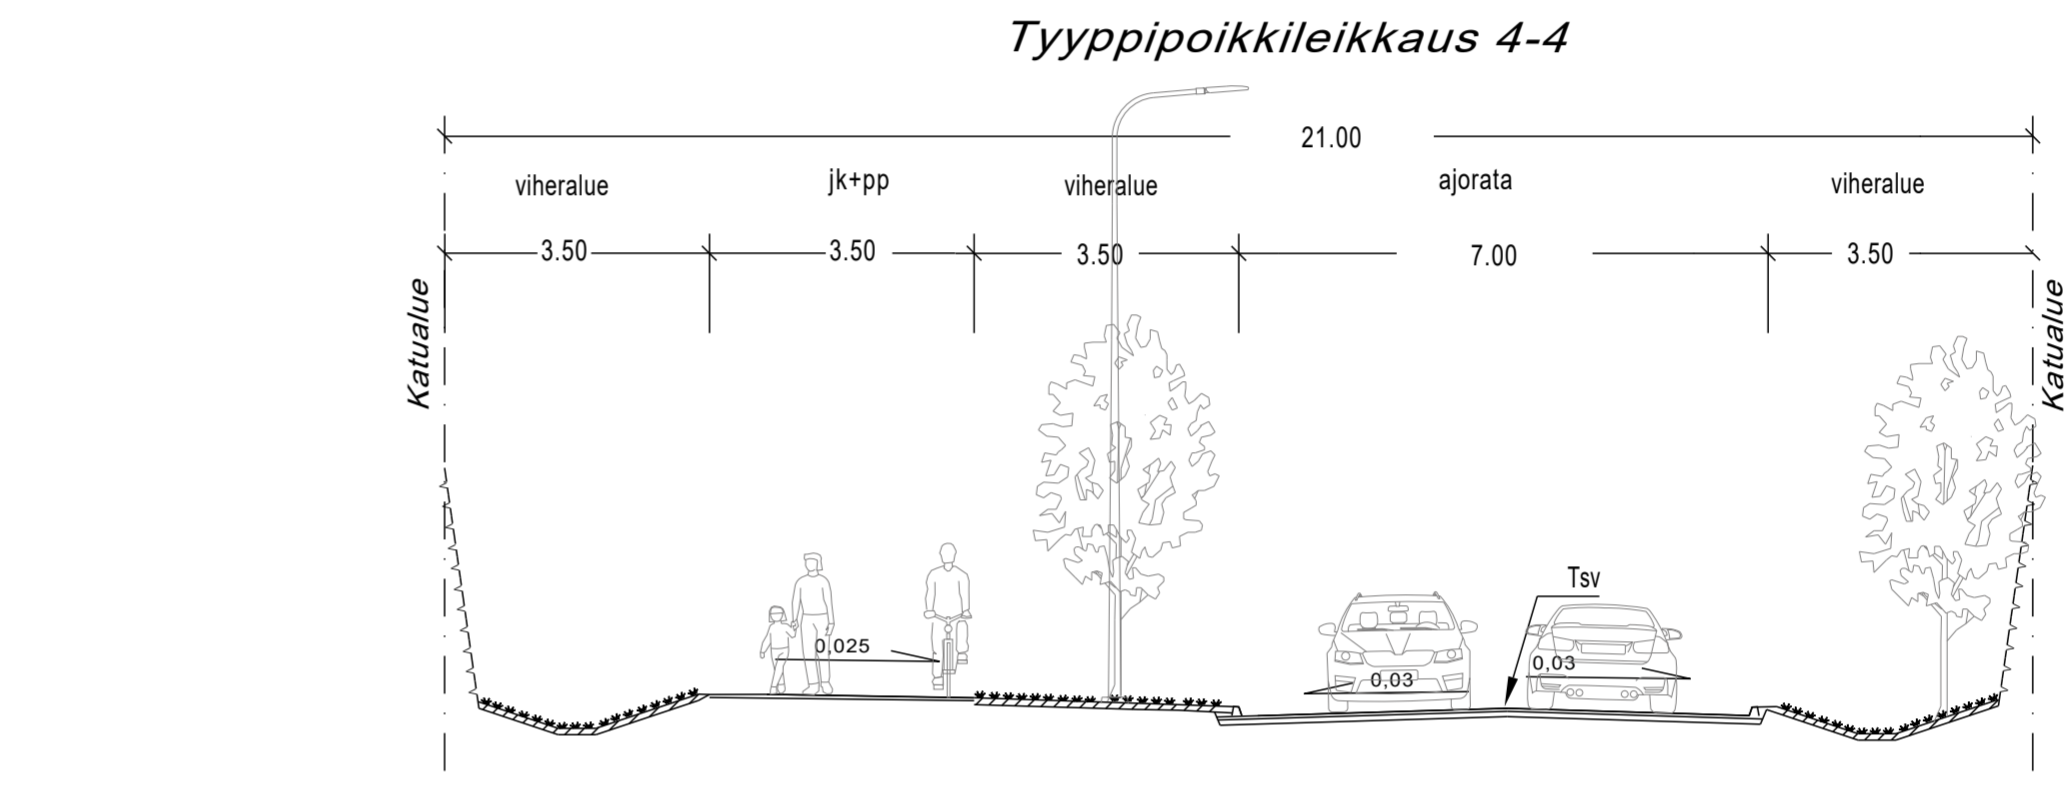 Tyyppipoikkileikkaus 4-4
21.00
viheralue
jk+pp
viheralue
ajorata
viheralue
3.50
3.50
3.50
7.00
3.50
Katualue
Katualue
Tsv
0,025
0,03
0,03